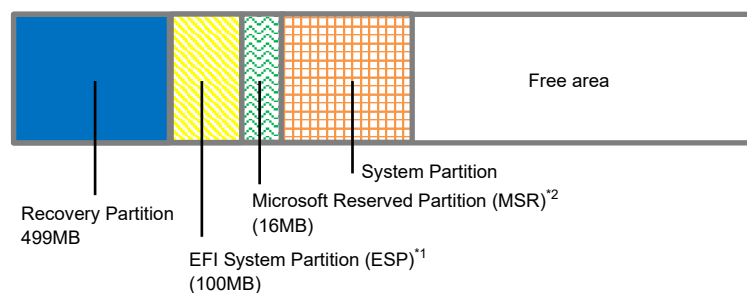 Free area
System Partition
Microsoft Reserved Partition (MSR)*2
(16MB)
Recovery Partition
499MB
EFI System Partition (ESP)*1
(100MB)